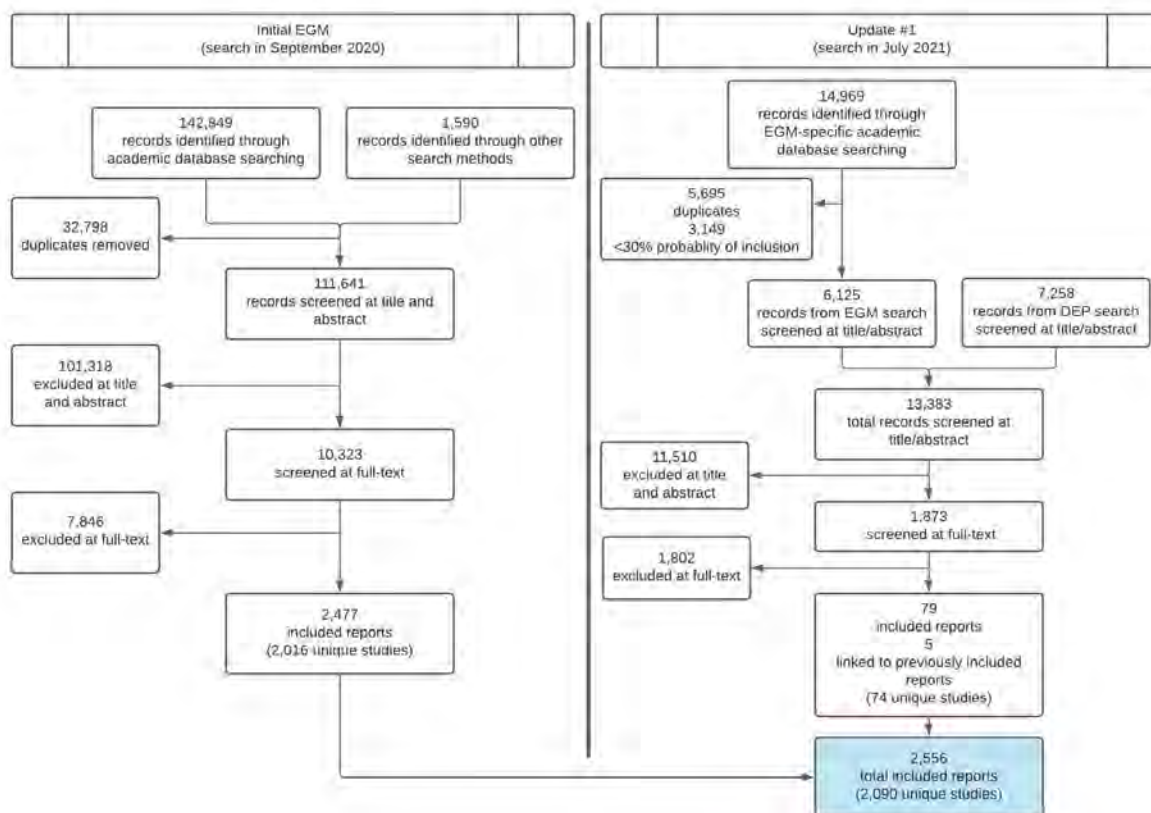 Initial EGM
(search in September 2020)
142,849
records identified through
academic database searching
1,590
records identified through other
search methods
32,798
duplicates removed
111,641
records screened at title and
abstract
101,318
excluded at title
and abstract
10,323
screened at full-text
7,846
excluded at full-text
2,477
included reports
(2,016 unique studies)
Update #1
(search in July 2021)
14,969
records identified through
EGM-specific academic
database searching
5,695
duplicates
3,149
<30% probablity of inclusion
6,125
records from EGM search
screened at title/abstract
7,258
records from DEP search
screened at title/abstract
13,383
total records screened at
title/abstract
11,510
excluded at title
and abstract
1,873
screened at full-text
1,802
excluded at full-text
79
included reports
5
linked to previously included
reports
(74 unique studies)
2,556
total included reports
(2,090 unique studies)